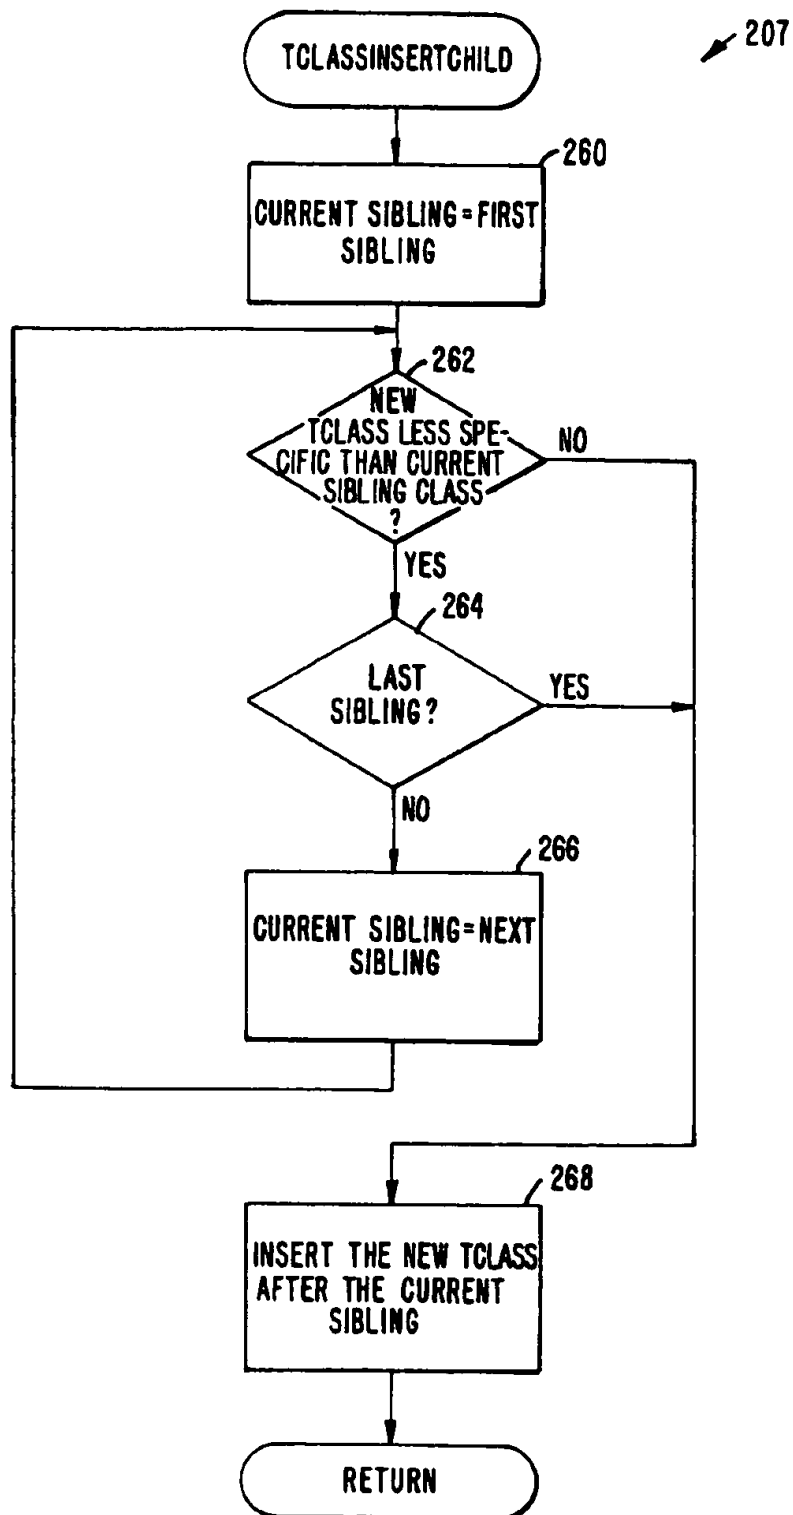 TCLASSINSERTCHILD
207
260
CURRENT SIBLING=FIRST
SIBLING
262
NEW
TCLASS LESS SPE-
CIFIC THAN CURRENT
SIBLING CLASS
?
NO
YES
264
LAST
SIBLING?
YES
NO
266
CURRENT SIBLING=NEXT
SIBLING
268
INSERT THE NEW TCLASS
AFTER THE CURRENT
SIBLING
RETURN